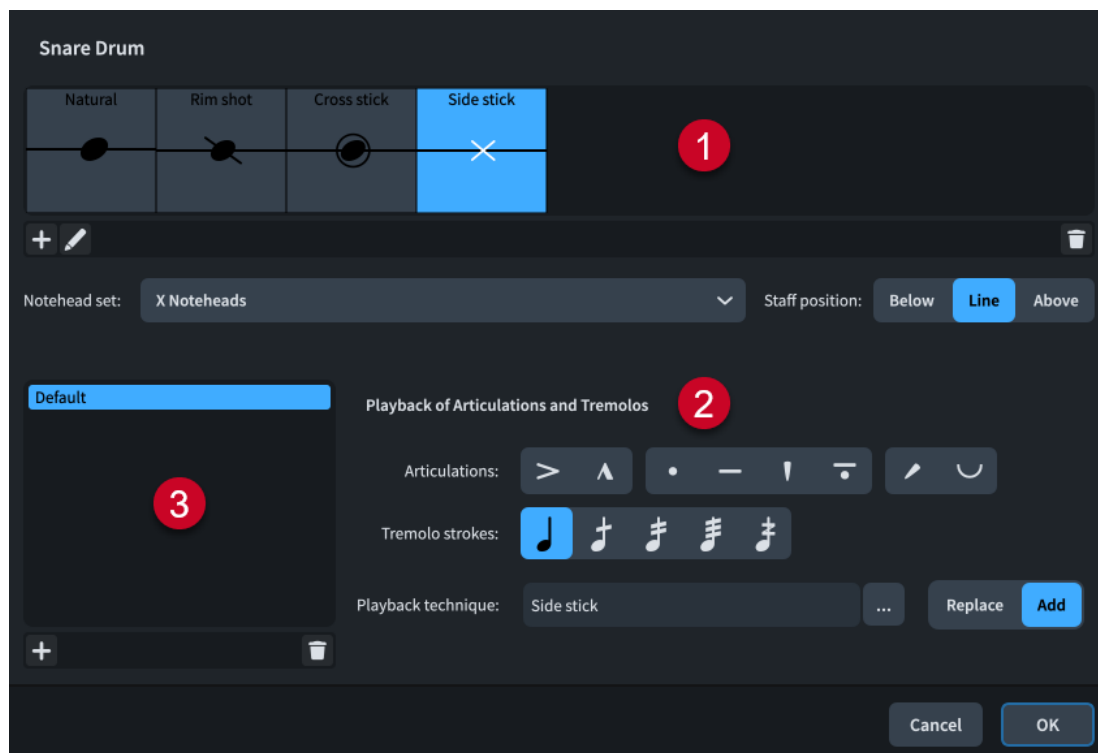 Snare Drum
Natural Rim shot Cross stick Side stick
1
Notehead set: X Noteheads Staff position: Below Line Above
Default
Playback of Articulations and Tremolos 2
Articulations:
3
Tremolo strokes:
Playback technique: Side stick ... Replace Add
Cancel OK